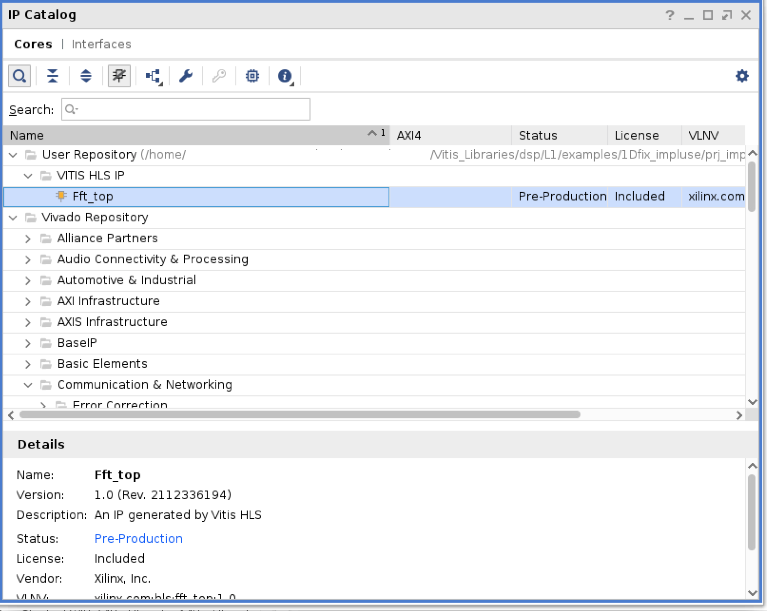 IP Catalog
Cores | Interfaces
Search:
Name 1 AXI4 Status License VLNV
User Repository (/home/ /Vitis_Libraries/dsp/L1/examples/1Dfix_impluse/prj_imp
VITIS HLS IP
Fft_top Pre-Production Included xilinx.com
Vivado Repository
Alliance Partners
Audio Connectivity & Processing
Automotive & Industrial
AXI Infrastructure
AXIS Infrastructure
BaseIP
Basic Elements
Communication & Networking
Error Correction
Details
Name: Fft_top
Version: 1.0 (Rev. 2112336194)
Description: An IP generated by Vitis HLS
Status: Pre-Production
License: Included
Vendor: Xilinx, Inc.
VLNV: xilinx.com:hls:fft_top:1.0